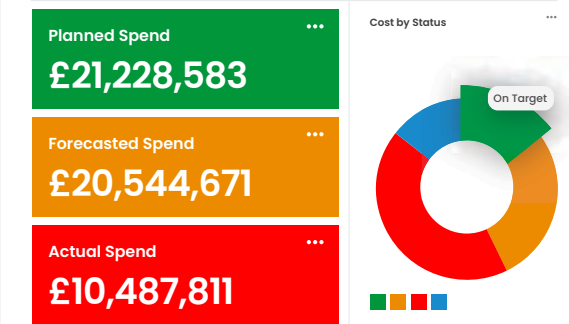 Planned Spend
£21,228,583
Forecasted Spend
£20,544,671
Actual Spend
£10,487,811
Cost by Status
On Target